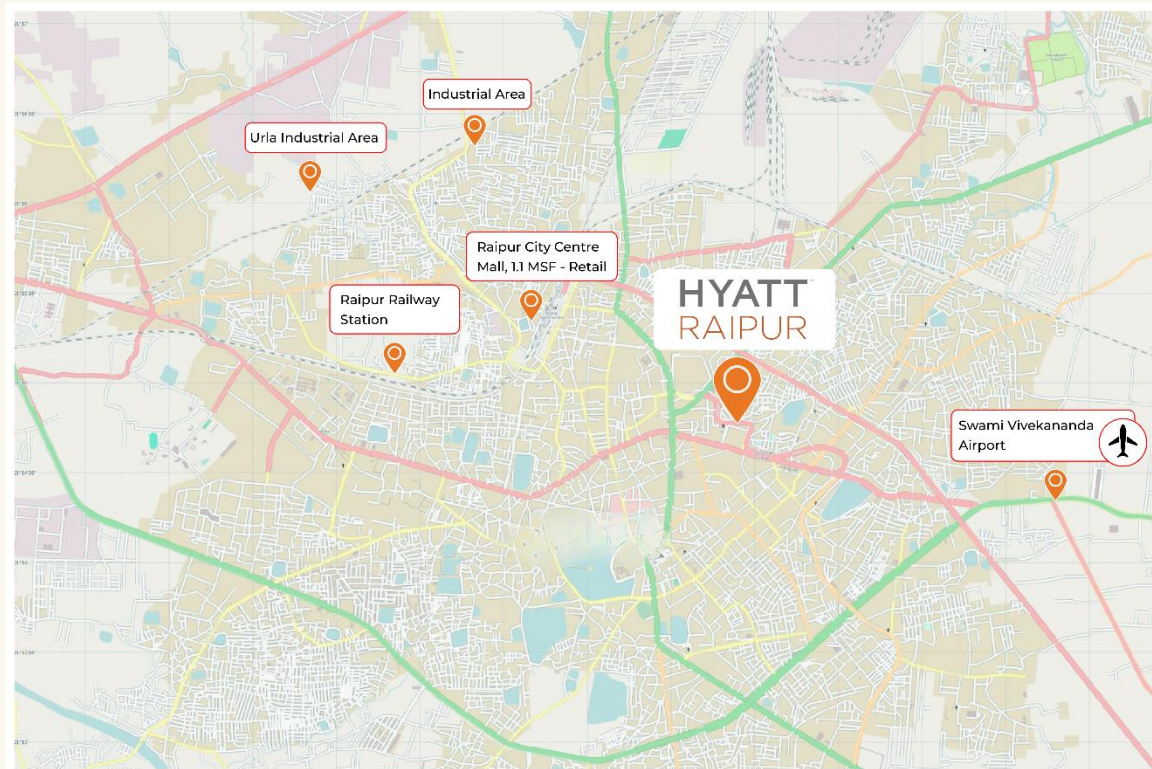 Industrial Area
Urla Industrial Area
Raipur City Centre
Mall, 1.1 MSF - Retail
HYATT
RAIPUR
Raipur Railway
Station
Swami Vivekananda
Airport